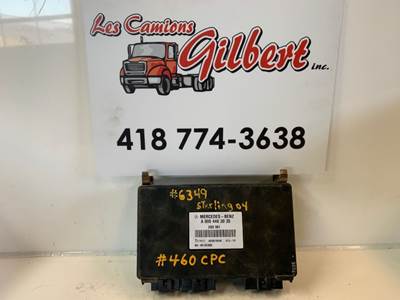 Les Camions
Gilbert
inc.
418 774-3638
#6349
sterling 04
MERCEDES-BENZ
#460 CPC